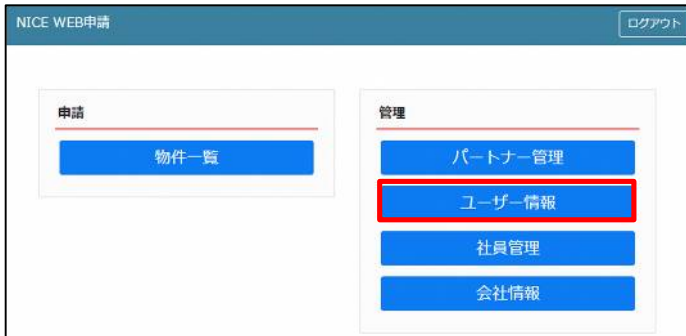 NICE WEB申請
ログアウト
申請
物件一覧
管理
パートナー管理
ユーザー情報
社員管理
会社情報